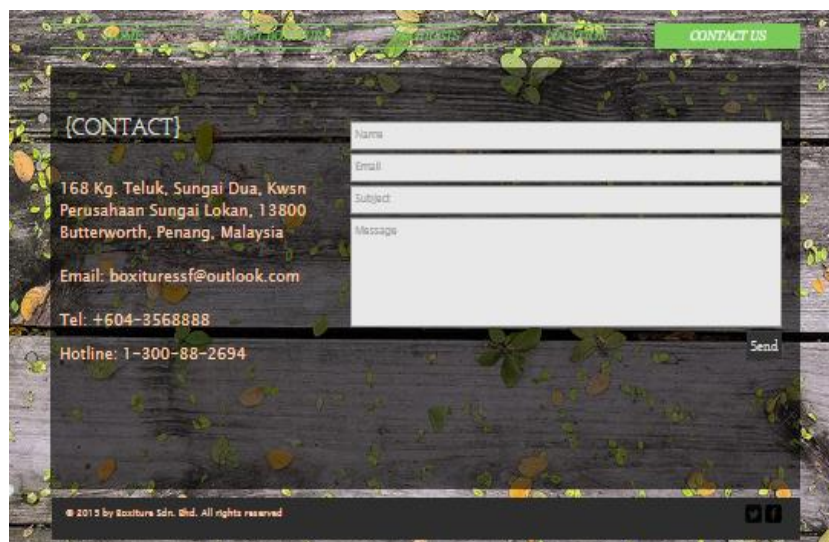 HOME
LOCATION
CONTACT US
{CONTACT}
168 Kg. Teluk, Sungai Dua, Kwsn
Perusahaan Sungai Lokan, 13800
Butterworth, Penang, Malaysia
Email: boxituressf@outlook.com
Tel: +604-3568888
Hotline: 1-300-88-2694
Name
Email
Subject
Message
Send
© 2015 by Boxiture Sdn. Bhd. All rights reserved